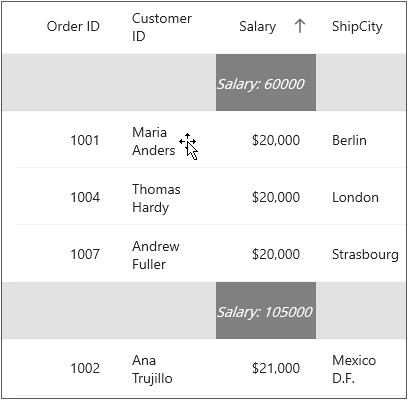 Order ID Customer ID Salary ShipCity
Salary: 60000
1001 Maria Anders $20,000 Berlin
1004 Thomas Hardy $20,000 London
1007 Andrew Fuller $20,000 Strasbourg
Salary: 105000
1002 Ana Trujillo $21,000 Mexico D.F.